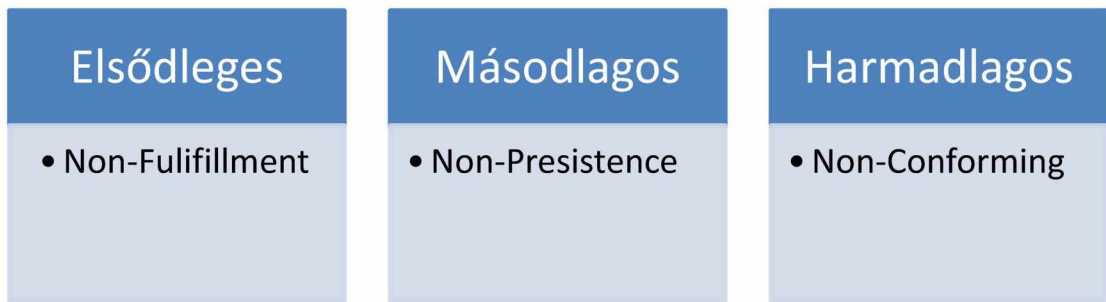 Elsődleges
• Non-Fulifillment
Másodlagos
• Non-Presistence
Harmadlagos
• Non-Conforming